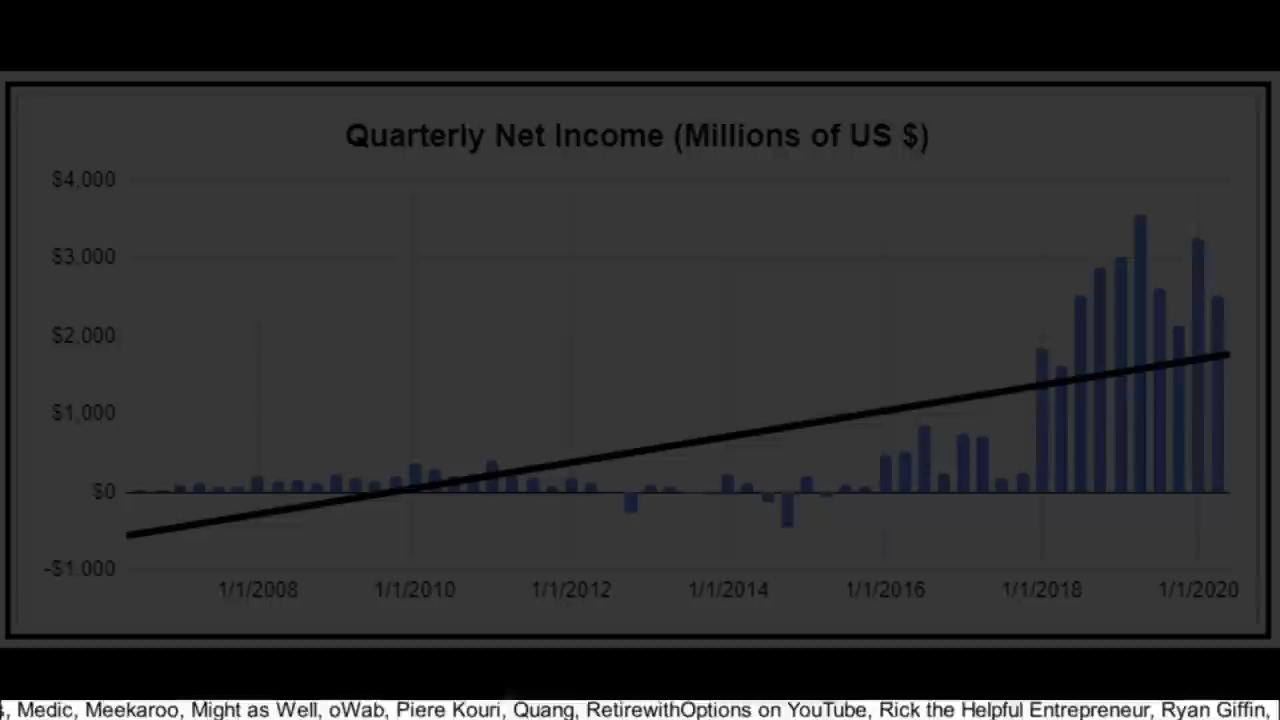 Quarterly Net Income (Millions of US $)
$4,000
$3,000
$2,000
$1,000
$0
-$1,000
1/1/2008 1/1/2010 1/1/2012 1/1/2014 1/1/2016 1/1/2018 1/1/2020
, Medic, Meekaroo, Might as Well, oWab, Piere Kouri, Quang, RetirewithOptions on YouTube, Rick the Helpful Entrepreneur, Ryan Giffin,